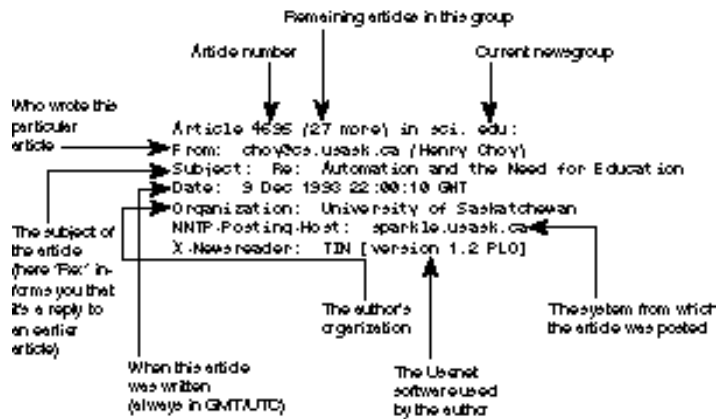 Remaining articles in this group
Article number
Current newsgroup
Who wrote this
particular
article
Article 4695 (27 more) in sci. edu:
From: choy@cs.usask.ca (Henry Choy)
Subject: Re: Automation and the Need for Education
Date: 9 Dec 1993 22:00:10 GMT
Organization: University of Saskatchewan
NNTP-Posting-Host: sparkle.usask.ca
X-Newsreader: TIN [version 1.2 PL0]
The subject of
the article
(here "Re:" in-
forms you that
it's a reply to
an earlier
article)
The author's
organization
The system from which
the article was posted
When this article
was written
(always in GMT/UTC)
The Usenet
software used
by the author